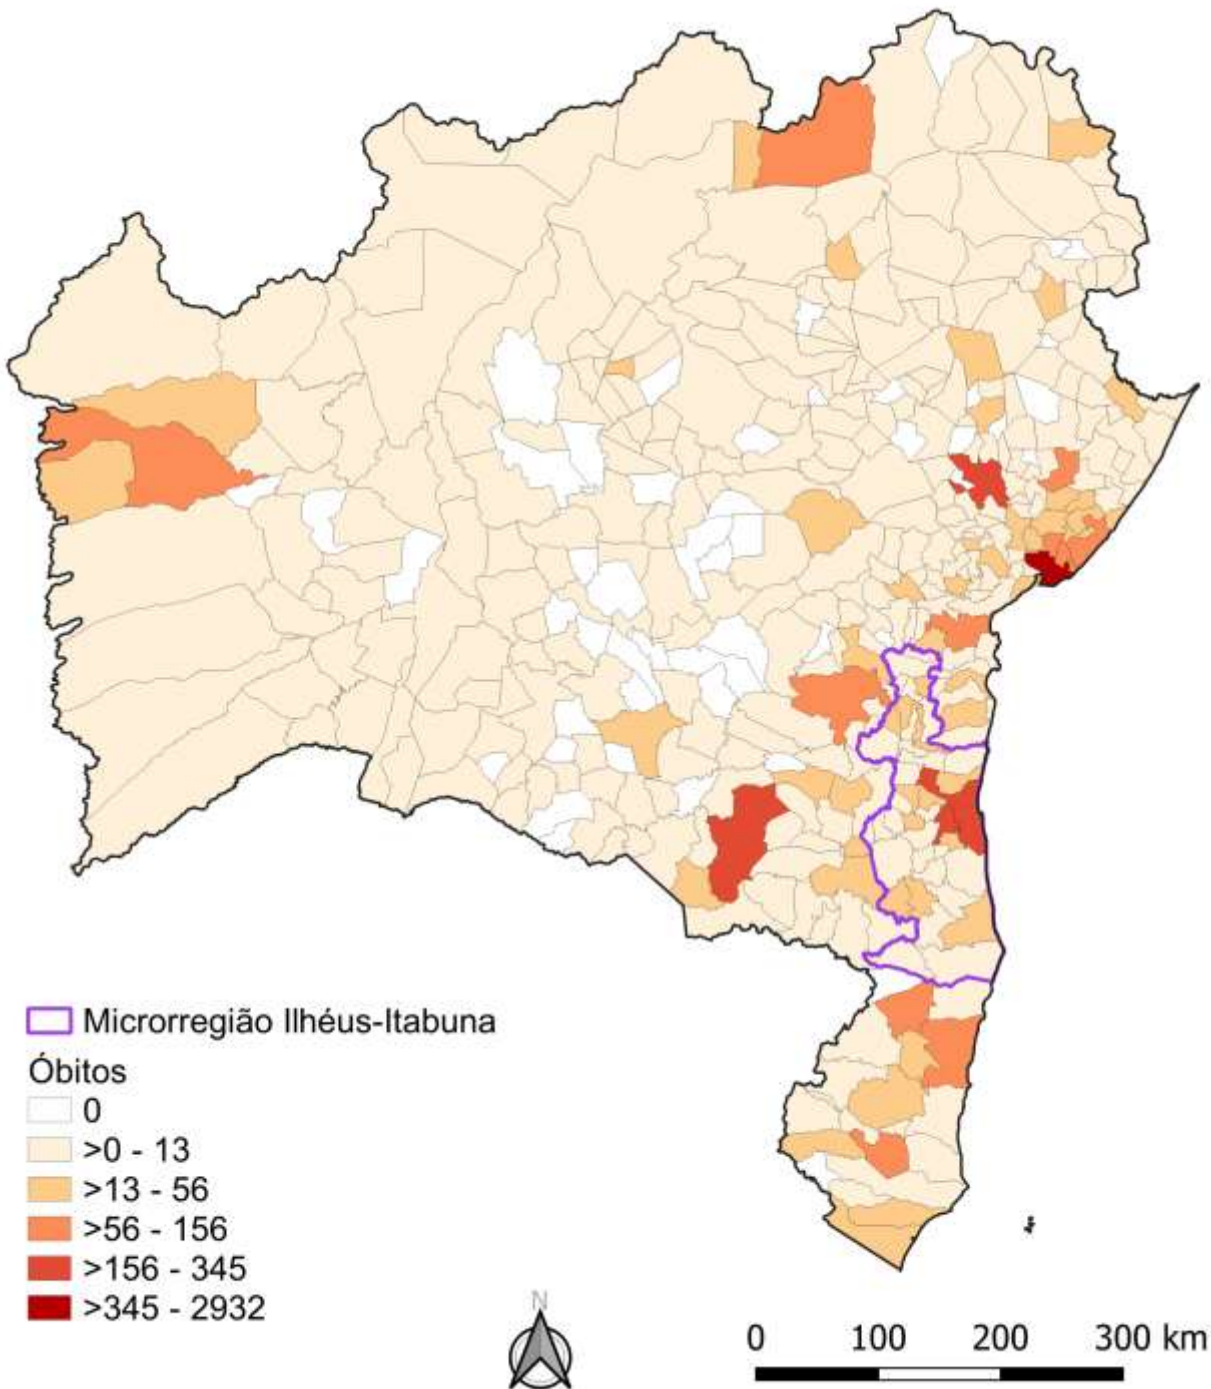 Microrregião Ilhéus-Itabuna
Óbitos
0
>0 - 13
>13 - 56
>56 - 156
>156 - 345
>345 - 2932
N
0 100 200 300 km